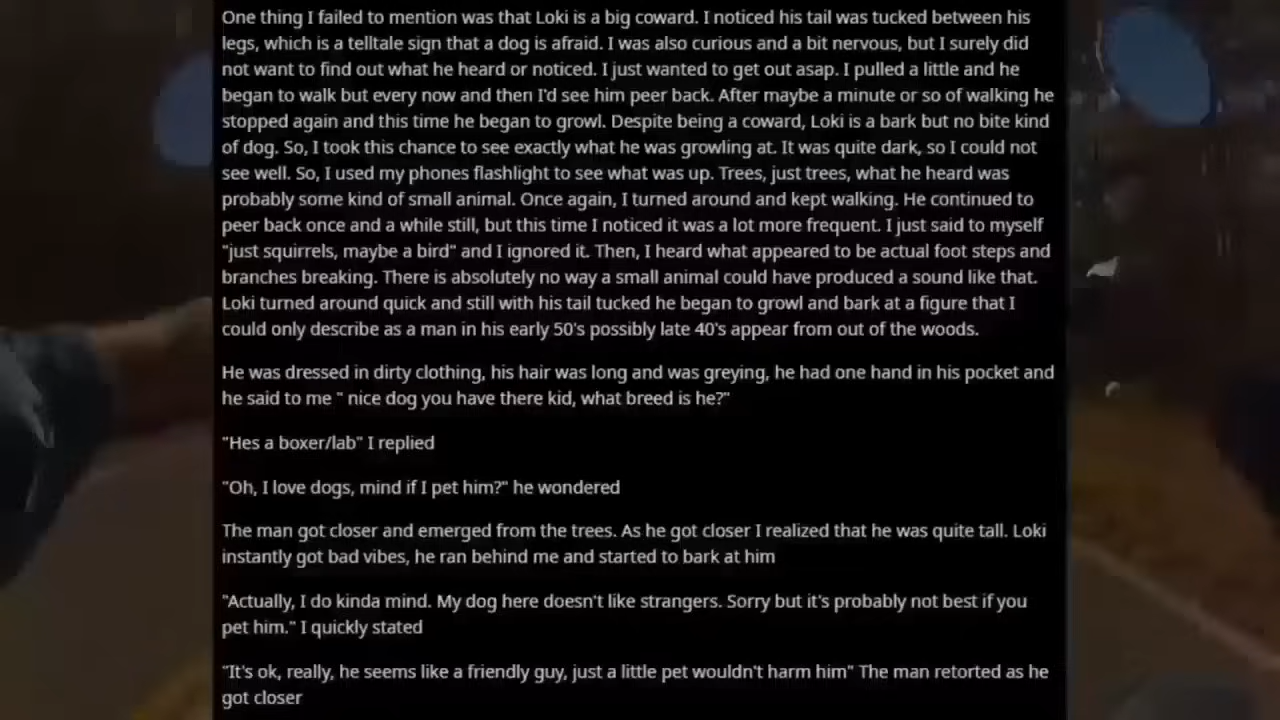 One thing I failed to mention was that Loki is a big coward. I noticed his tail was tucked between his
legs, which is a telltale sign that a dog is afraid. I was also curious and a bit nervous, but I surely did
not want to find out what he heard or noticed. I just wanted to get out asap. I pulled a little and he
began to walk but every now and then I'd see him peer back. After maybe a minute or so of walking he
stopped again and this time he began to growl. Despite being a coward, Loki is a bark but no bite kind
of dog. So, I took this chance to see exactly what he was growling at. It was quite dark, so I could not
see well. So, I used my phones flashlight to see what was up. Trees, just trees, what he heard was
probably some kind of small animal. Once again, I turned around and kept walking. He continued to
peer back once and a while still, but this time I noticed it was a lot more frequent. I just said to myself
"just squirrels, maybe a bird" and I ignored it. Then, I heard what appeared to be actual foot steps and
branches breaking. There is absolutely no way a small animal could have produced a sound like that.
Loki turned around quick and still with his tail tucked he began to growl and bark at a figure that I
could only describe as a man in his early 50's possibly late 40's appear from out of the woods.
He was dressed in dirty clothing, his hair was long and was greying, he had one hand in his pocket and
he said to me " nice dog you have there kid, what breed is he?"
"Hes a boxer/lab" I replied
"Oh, I love dogs, mind if I pet him?" he wondered
The man got closer and emerged from the trees. As he got closer I realized that he was quite tall. Loki
instantly got bad vibes, he ran behind me and started to bark at him
"Actually, I do kinda mind. My dog here doesn't like strangers. Sorry but it's probably not best if you
pet him." I quickly stated
"It's ok, really, he seems like a friendly guy, just a little pet wouldn't harm him" The man retorted as he
got closer